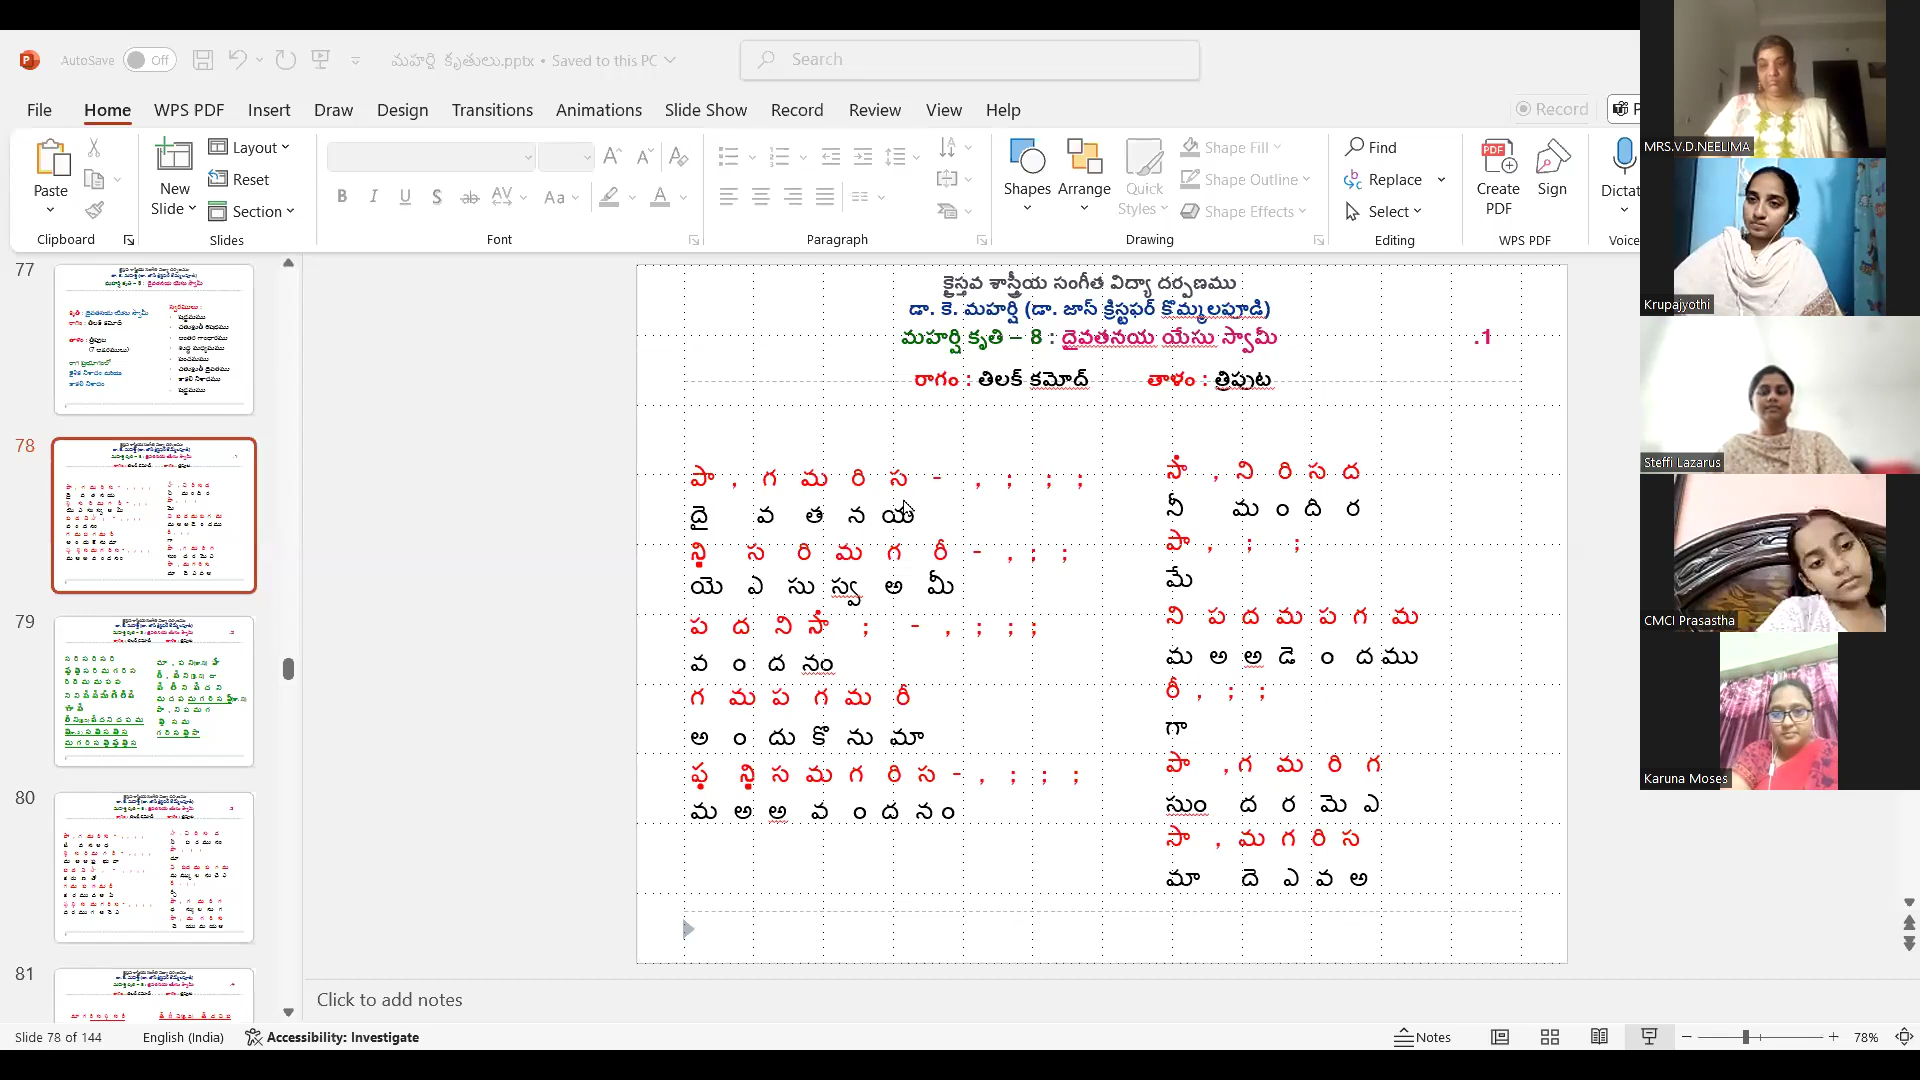 AutoSave Off మహర్షి కృతులు.pptx • Saved to this PC Search
File Home WPS PDF Insert Draw Design Transitions Animations Slide Show Record Review View Help Record
Paste New Slide Layout Reset Section
B I U S ab AV Aa A
Shapes Arrange Quick Styles Shape Fill Shape Outline Shape Effects
Find Replace Select
Create PDF Sign Dictat
Clipboard Slides Font Paragraph Drawing Editing WPS PDF Voice
MRS.V.D.NEELIMA
Krupajyothi
Steffi Lazarus
CMCI Prasastha
Karuna Moses
77
78
79
80
81
క్రైస్తవ శాస్త్రీయ సంగీత విద్యా దర్పణము
డా. కె. మహర్షి (డా. జాస్ క్రిస్టఫర్ కొమ్మలపూడి)
మహర్షి కృతి – 8 : దైవతనయ యేసు స్వామీ .1
రాగం : తిలక్ కమోద్ తాళం : త్రిపుట
పా , గ మ రి స - , ; ; ;
దై వ త న య
ని స రి మ గ రీ - , ; ;
యె ఎ సు స్వ అ మీ
ప ద ని సా ; - , ; ; ;
వ ం ద నం
గ మ ప గ మ రీ
అ ం దు కొ ను మా
ప ని స మ గ రి స - , ; ; ;
మ అ అ వ ం ద న ం
సా , ని రి స ద
నీ మ ం ది ర
పా , ; ;
మే
ని ప ద మ ప గ మ
మ అ అ డె ం ద ము
రీ , ; ;
గా
పా , గ మ రి గ
సుం ద ర మె ఎ
సా , మ గ రి స
మా దె ఎ వ అ
Click to add notes
Slide 78 of 144 English (India) Accessibility: Investigate Notes 78%